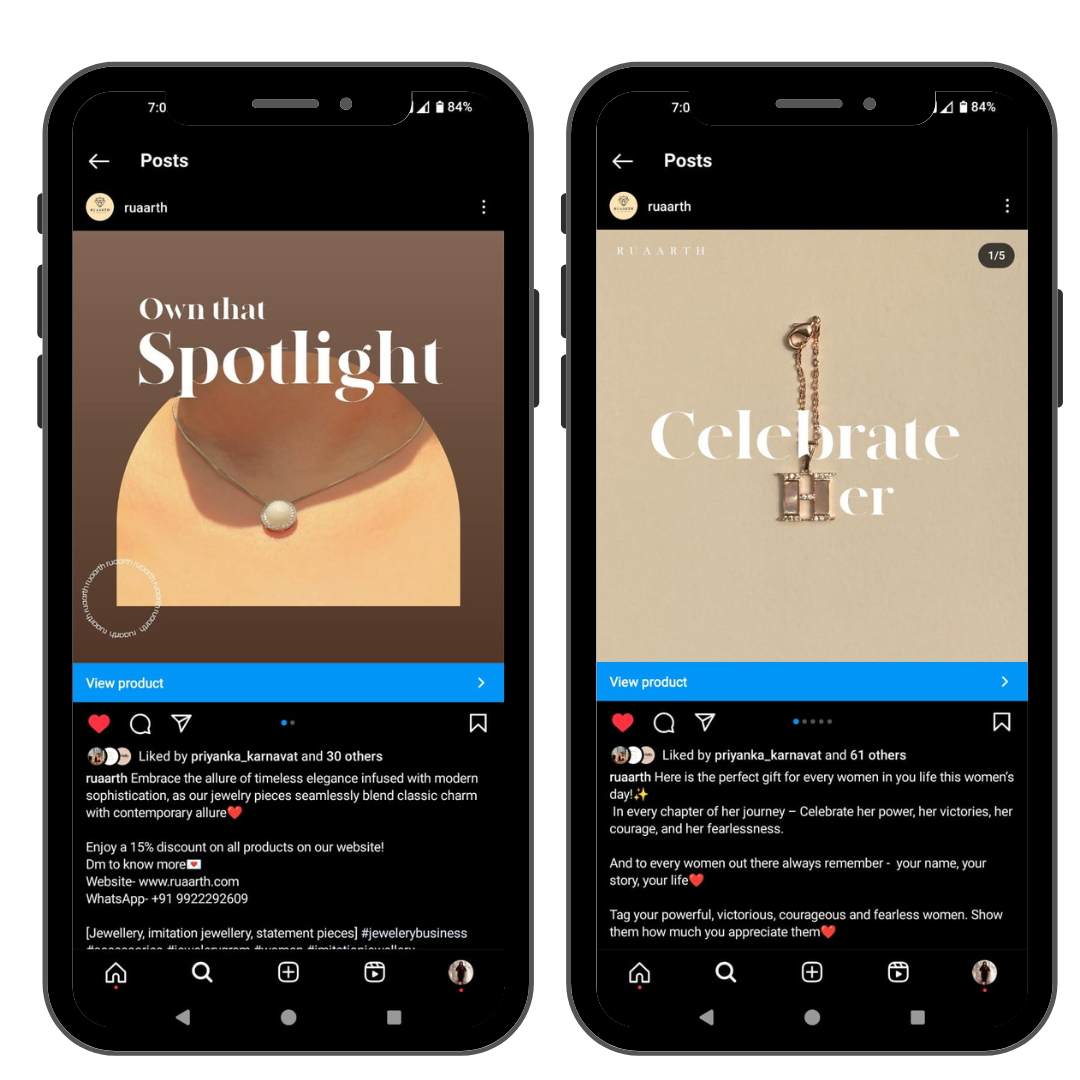 7:0
84%
Posts
ruaarth
Own that
Spotlight
ruaarth ruaarth ruaarth ruaarth ruaarth ruaarth
View product
Liked by priyanka_karnavat and 30 others
ruaarth Embrace the allure of timeless elegance infused with modern
sophistication, as our jewelry pieces seamlessly blend classic charm
with contemporary allure❤️
Enjoy a 15% discount on all products on our website!
Dm to know more💌
Website- www.ruaarth.com
WhatsApp- +91 9922292609
[Jewellery, imitation jewellery, statement pieces] #jewelerybusiness
7:0
84%
Posts
ruaarth
RUAARTH
1/5
Celebrate
Her
View product
Liked by priyanka_karnavat and 61 others
ruaarth Here is the perfect gift for every women in you life this women's
day!✨
In every chapter of her journey – Celebrate her power, her victories, her
courage, and her fearlessness.
And to every women out there always remember - your name, your
story, your life❤️
Tag your powerful, victorious, courageous and fearless women. Show
them how much you appreciate them❤️